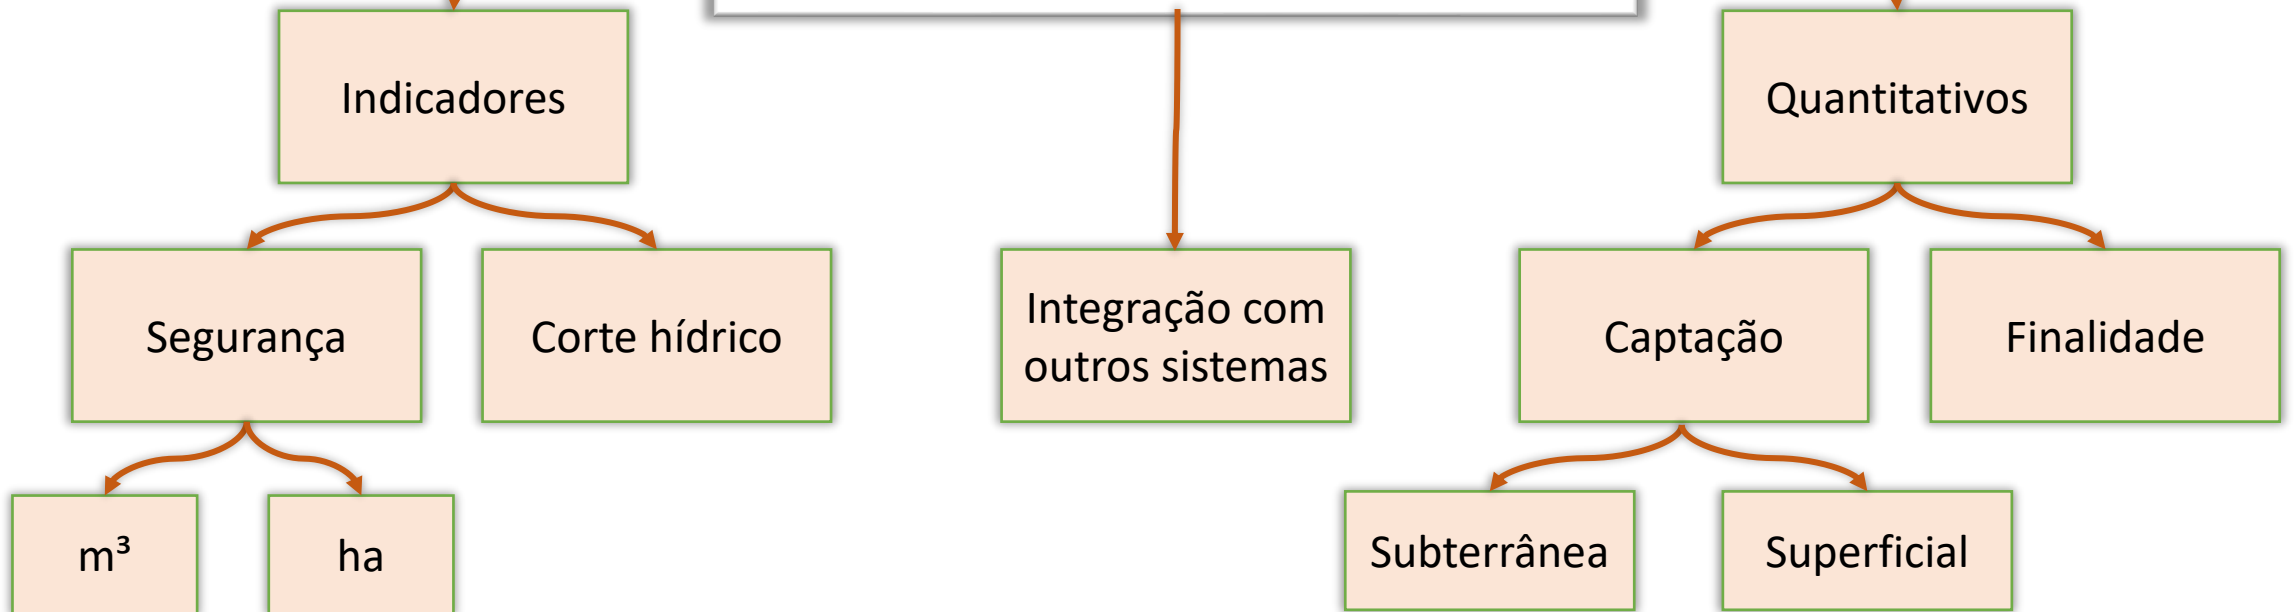 Indicadores
Quantitativos
Segurança
Corte hídrico
Integração com
outros sistemas
Captação
Finalidade
m³
ha
Subterrânea
Superficial